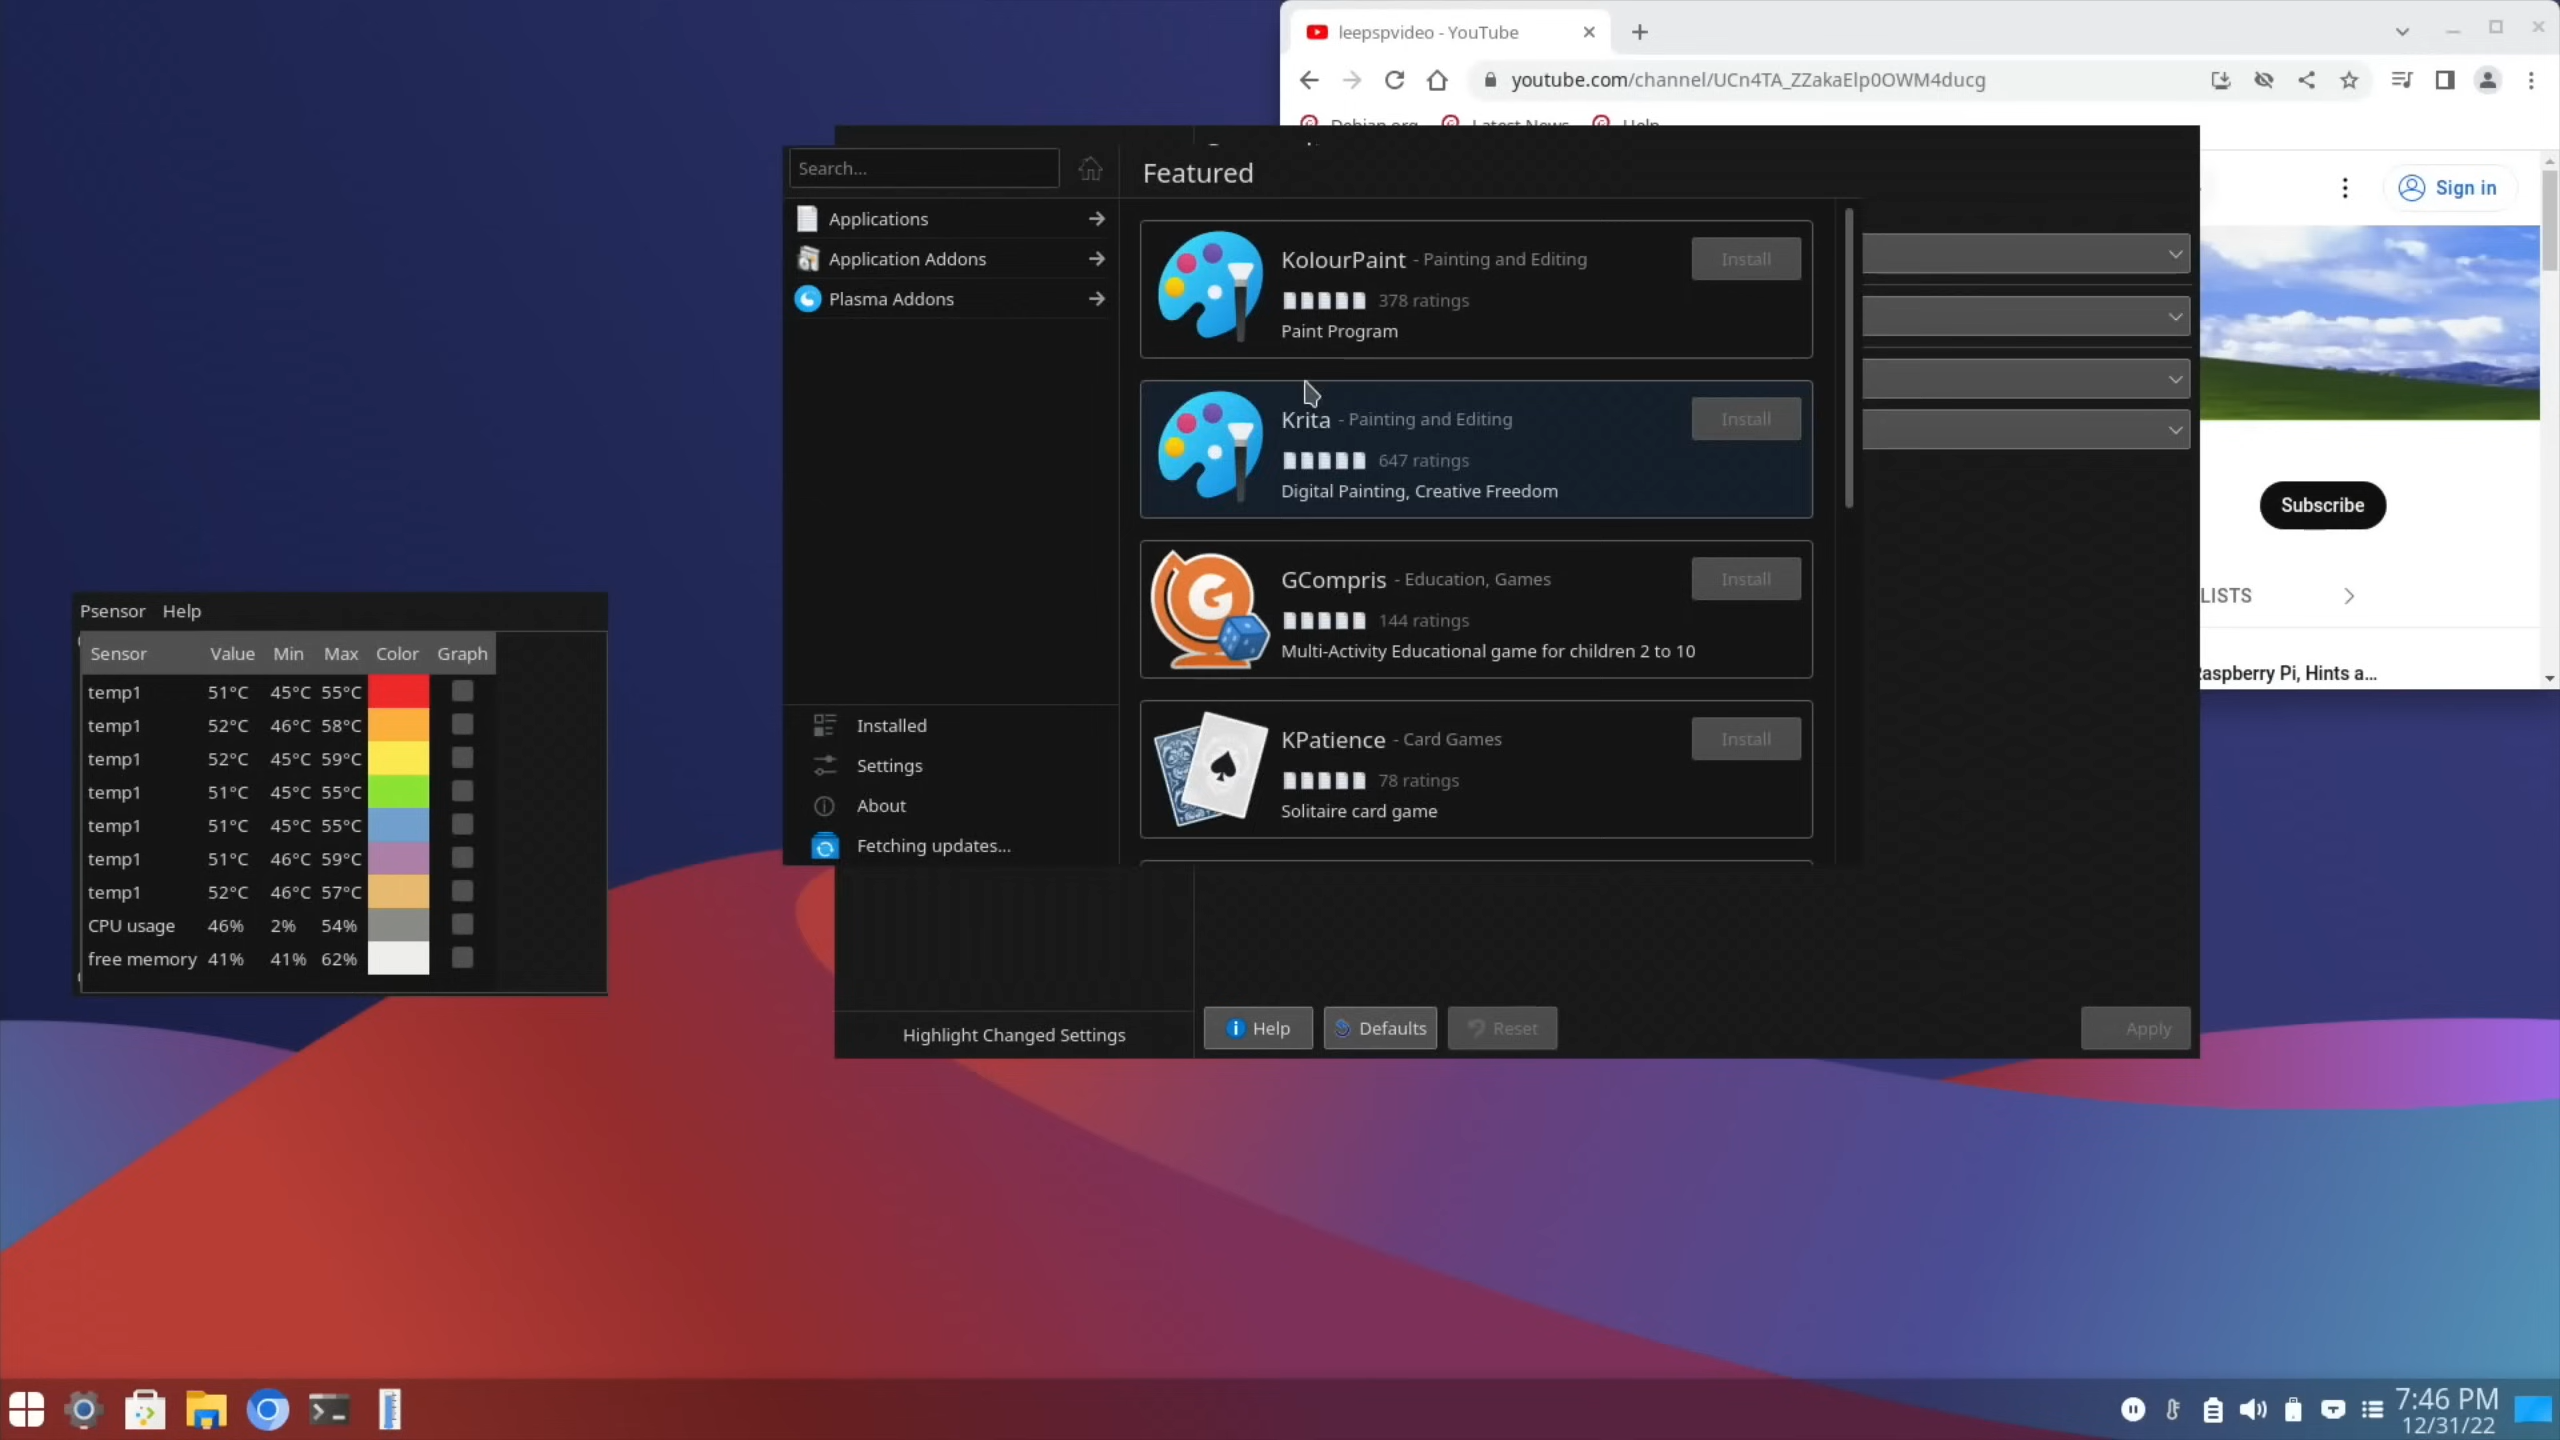 leepspvideo - YouTube
youtube.com/channel/UCn4TA_ZZakaElp0OWM4ducg
Debian.org
Latest News
Help
Sign in
Subscribe
LISTS
Raspberry Pi, Hints a...
Search...
Featured
Applications
Application Addons
Plasma Addons
KolourPaint - Painting and Editing
378 ratings
Paint Program
Install
Krita - Painting and Editing
647 ratings
Digital Painting, Creative Freedom
Install
GCompris - Education, Games
144 ratings
Multi-Activity Educational game for children 2 to 10
Install
KPatience - Card Games
78 ratings
Solitaire card game
Install
Installed
Settings
About
Fetching updates...
Highlight Changed Settings
Help
Defaults
Reset
Apply
Psensor Help
Sensor Value Min Max Color Graph
temp1 51°C 45°C 55°C
temp1 52°C 46°C 58°C
temp1 52°C 45°C 59°C
temp1 51°C 45°C 55°C
temp1 51°C 45°C 55°C
temp1 51°C 46°C 59°C
temp1 52°C 46°C 57°C
CPU usage 46% 2% 54%
free memory 41% 41% 62%
7:46 PM
12/31/22